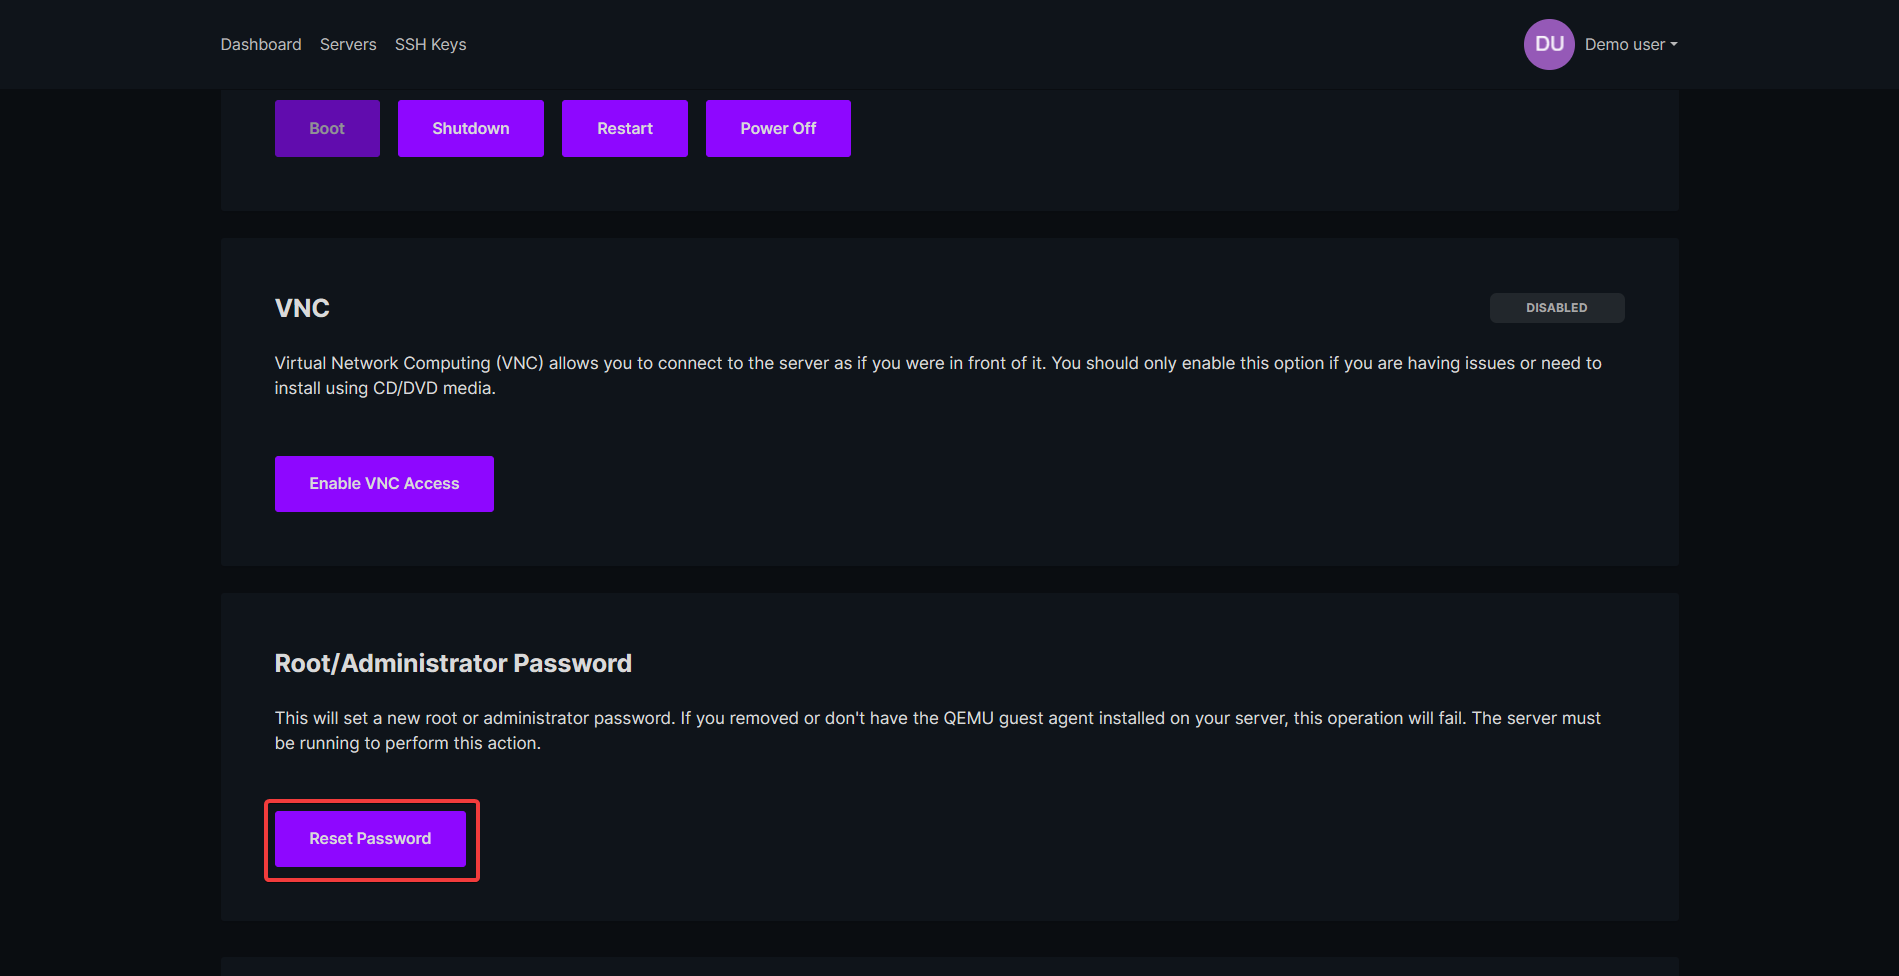 Dashboard Servers SSH Keys DU Demo user
Boot Shutdown Restart Power Off
VNC DISABLED
Virtual Network Computing (VNC) allows you to connect to the server as if you were in front of it. You should only enable this option if you are having issues or need to
install using CD/DVD media.
Enable VNC Access
Root/Administrator Password
This will set a new root or administrator password. If you removed or don't have the QEMU guest agent installed on your server, this operation will fail. The server must
be running to perform this action.
Reset Password